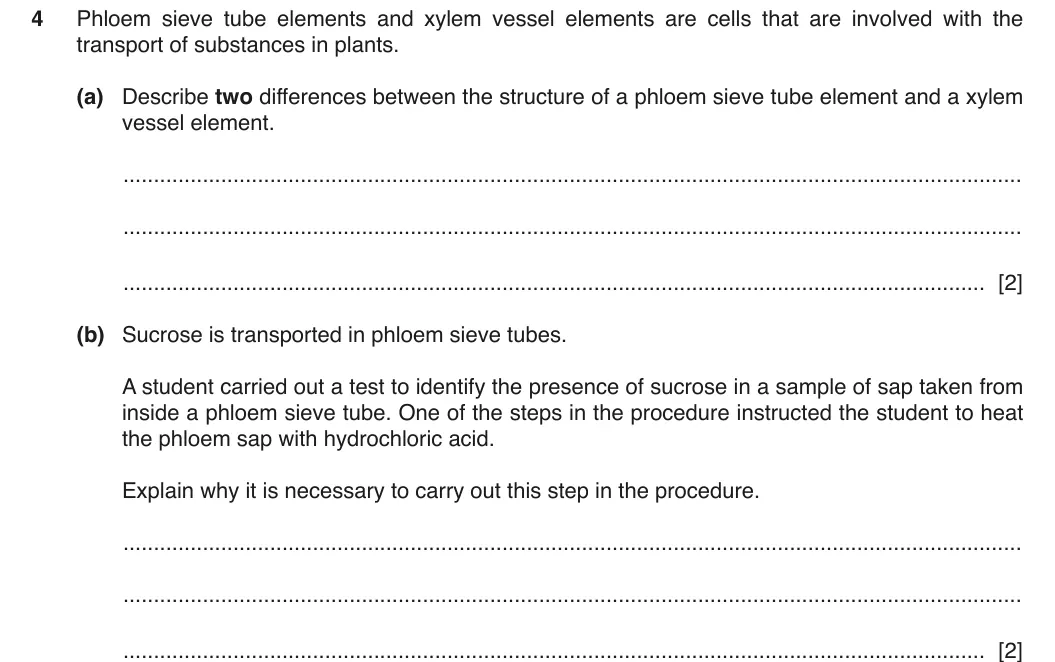 4 Phloem sieve tube elements and xylem vessel elements are cells that are involved with the
transport of substances in plants.
(a) Describe two differences between the structure of a phloem sieve tube element and a xylem
vessel element.
...................................................................................................................................................
...................................................................................................................................................
............................................................................................................................................. [2]
(b) Sucrose is transported in phloem sieve tubes.
A student carried out a test to identify the presence of sucrose in a sample of sap taken from
inside a phloem sieve tube. One of the steps in the procedure instructed the student to heat
the phloem sap with hydrochloric acid.
Explain why it is necessary to carry out this step in the procedure.
...................................................................................................................................................
...................................................................................................................................................
............................................................................................................................................. [2]